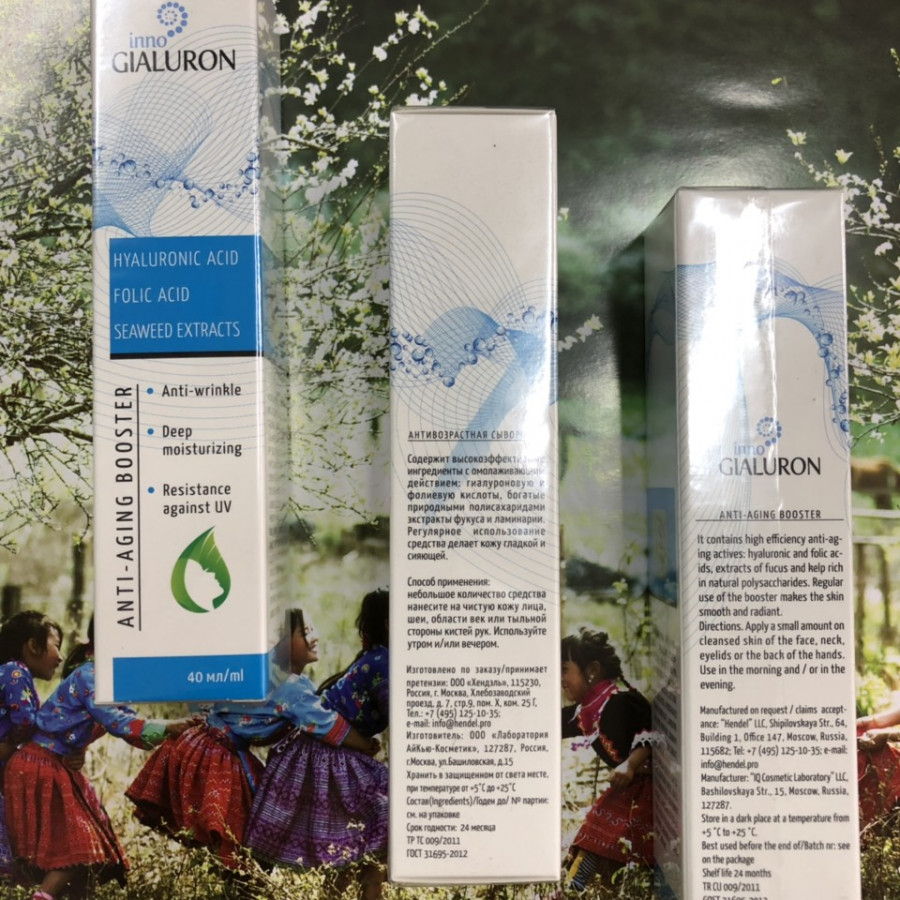 inno
GIALURON
HYALURONIC ACID
FOLIC ACID
SEAWEED EXTRACTS
ANTI-AGING BOOSTER
• Anti-wrinkle
• Deep
moisturizing
• Resistance
against UV
40 мл/ml
АНТИВОЗРАСТНАЯ
Содержит
ингредиенты с омолаживающим
действием: гиалуроновую и
фолиевую кислоты, богатые
природными полисахаридами
экстракты фукуса и ламинарии.
Регулярное использование
средства делает кожу гладкой и
сияющей.
Способ применения:
небольшое количество средства
нанесите на чистую кожу лица,
шеи, области век или тыльной
стороны кистей рук. Используйте
утром и/или вечером.
Изготовлено по заказу/принимает
претензии: ООО «Хендэль», 115230,
Россия, г. Москва, Хлебозаводский
проезд, д. 7, стр.9, пом. X, ком. 25 Г,
Тел.: +7 (495) 125-10-35;
e-mail: info@hendel.pro
Изготовитель: ООО «Лаборатория
АйКью-Косметик», 127287, Россия,
г.Москва, ул.Башиловская, д.15
Хранить в защищенном от света месте,
при температуре от +5°C до +25°C
Состав(Ingredients)/Годен до/ № партии:
см. на упаковке
Срок годности: 24 месяца
ТР ТС 009/2011
ГОСТ 31695-2012
inno
GIALURON
ANTI-AGING BOOSTER
It contains high efficiency anti-ag-
ing actives: hyaluronic and folic ac-
ids, extracts of fucus and kelp rich
in natural polysaccharides. Regular
use of the booster makes the skin
smooth and radiant.
Directions. Apply a small amount on
cleansed skin of the face, neck,
eyelids or the back of the hands.
Use in the morning and / or in the
evening.
Manufactured on request / claims accept-
ance: "Hendel" LLC, Shipilovskaya Str., 64,
Building 1, Office 147, Moscow, Russia,
115682; Tel: +7 (495) 125-10-35; e-mail:
info@hendel.pro
Manufacturer: "IQ Cosmetic Laboratory" LLC,
Bashilovskaya Str., 15, Moscow, Russia,
127287.
Store in a dark place at a temperature from
+5 °C to +25 °C.
Best used before the end of/Batch nr: see
on the package
Shelf life 24 months
TR CU 009/2011